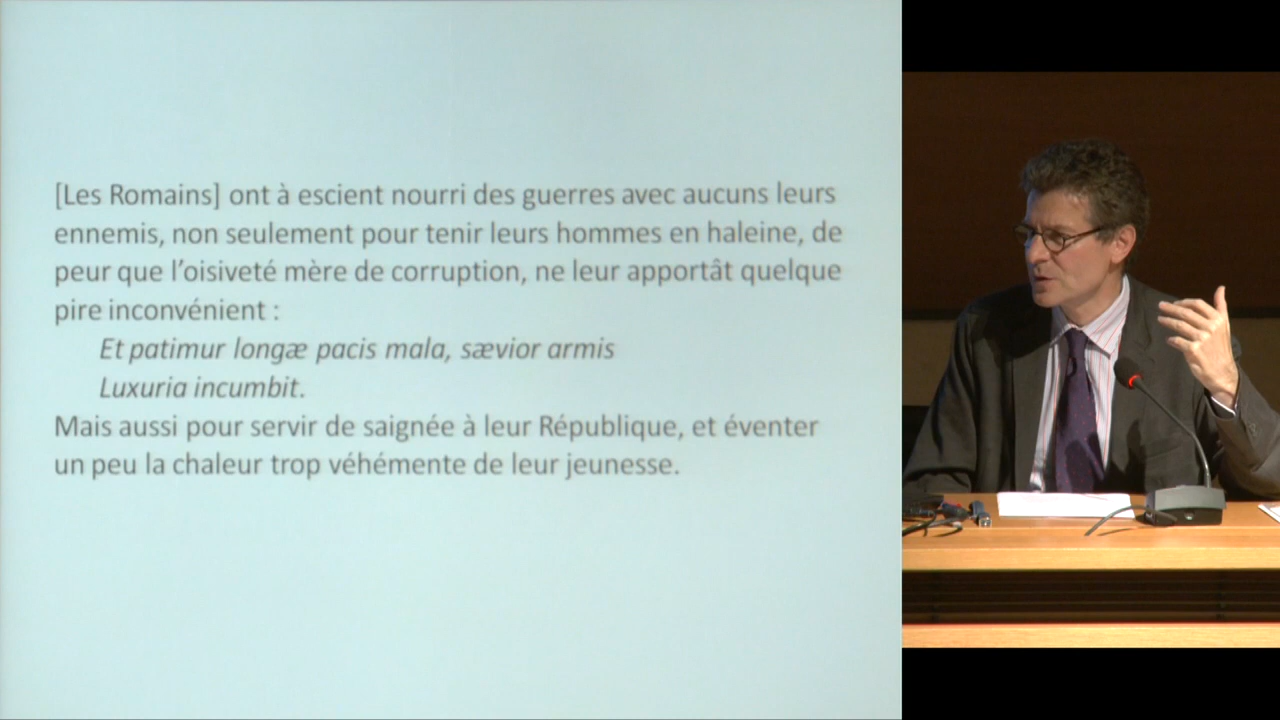 [Les Romains] ont à escient nourri des guerres avec aucuns leurs
ennemis, non seulement pour tenir leurs hommes en haleine, de
peur que l’oisiveté mère de corruption, ne leur apportât quelque
pire inconvénient :
Et patimur longæ pacis mala, sævior armis
Luxuria incumbit.
Mais aussi pour servir de saignée à leur République, et éventer
un peu la chaleur trop véhémente de leur jeunesse.